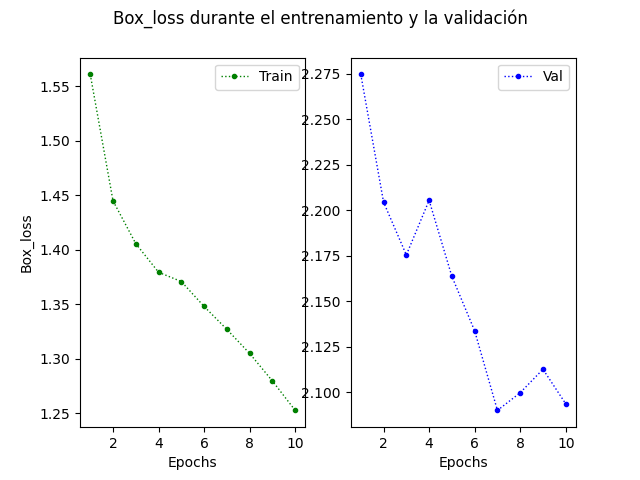 Box_loss durante el entrenamiento y la validación
Train
1.55
1.50
1.45
1.40
1.35
1.30
1.25
Box_loss
2 4 6 8 10
Epochs
Val
2.275
2.250
2.225
2.200
2.175
2.150
2.125
2.100
2 4 6 8 10
Epochs